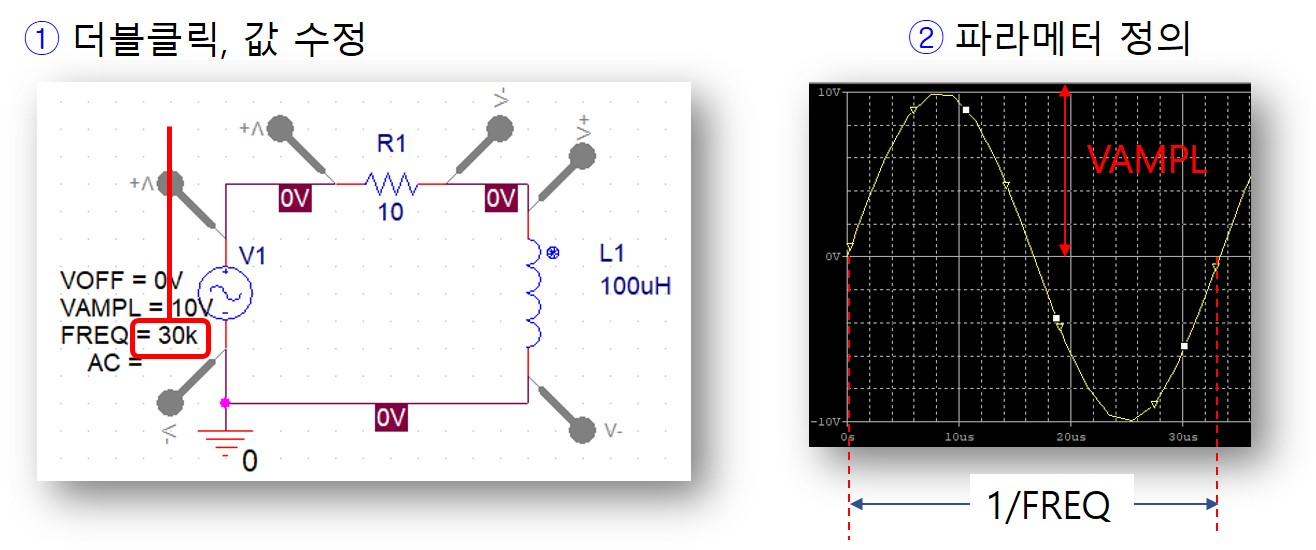 ① 더블클릭, 값 수정
② 파라메터 정의
V-
+V
V+
R1
+V
0V
0V
10
V1
L1
100uH
VOFF = 0V
VAMPL = 10V
FREQ = 30k
AC =
0V
V-
V-
0
10V
VAMPL
0V
-10V
0s
10us
20us
30us
1/FREQ